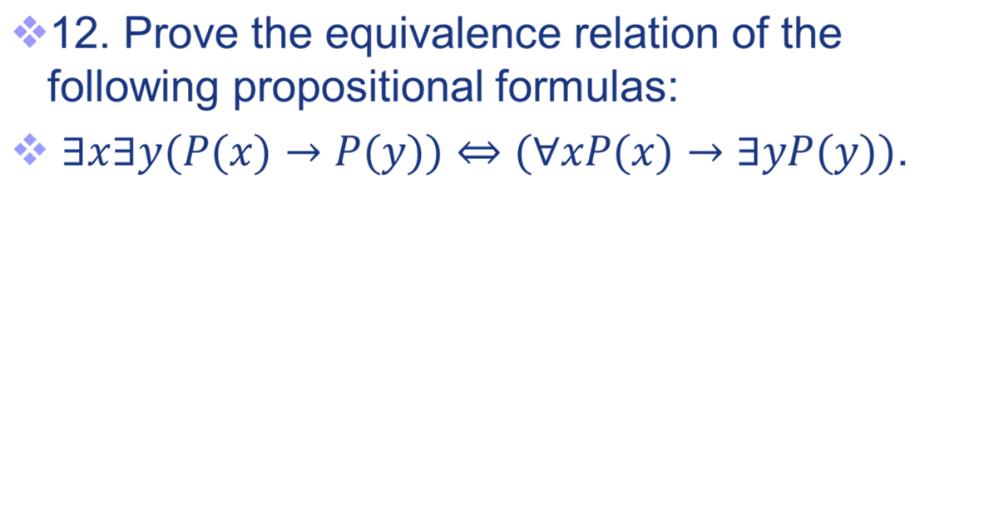 ❖12. Prove the equivalence relation of the
following propositional formulas:
❖ ∃x∃y(P(x) → P(y)) ⇔ (∀xP(x) → ∃yP(y)).